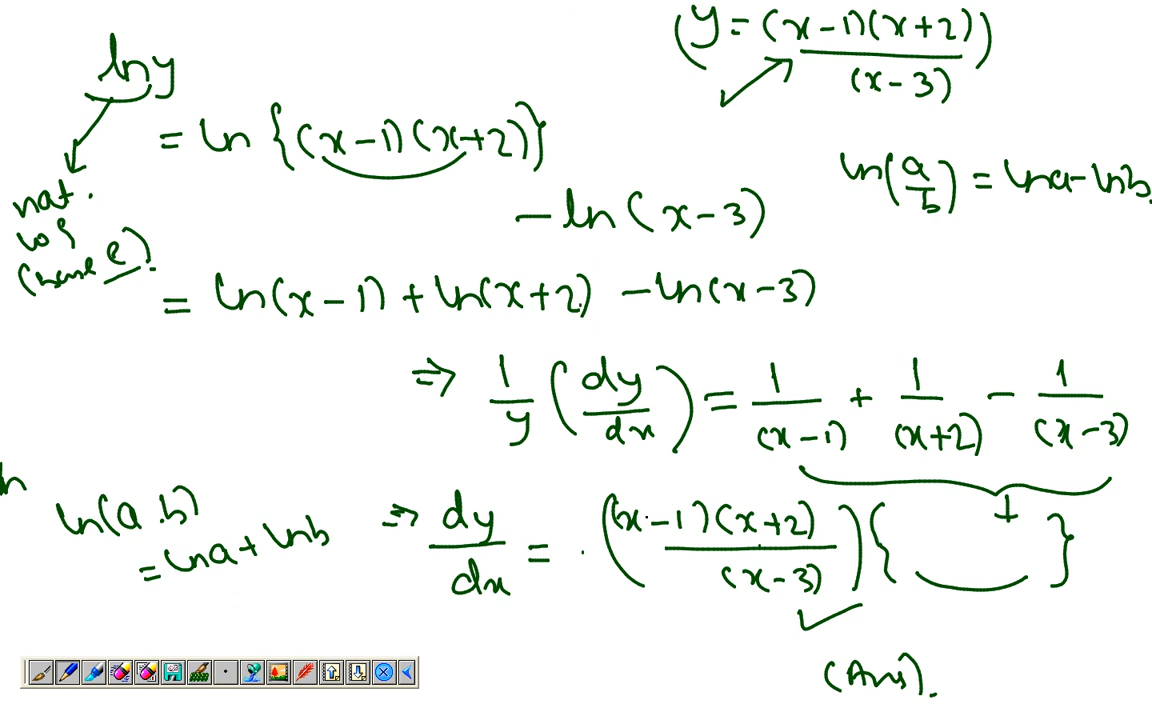 (y = (x-1)(x+2)/(x-3))
ln y
= ln {(x-1)(x+2)}
- ln (x-3)
ln(a/b) = ln a - ln b.
nat.
log
(base e).
= ln(x-1) + ln(x+2) - ln(x-3)
⇒ 1/y (dy/dx) = 1/(x-1) + 1/(x+2) - 1/(x-3)
ln(a.b)
= ln a + ln b
⇒ dy/dx = ((x-1)(x+2)/(x-3)) { }
(Ans).